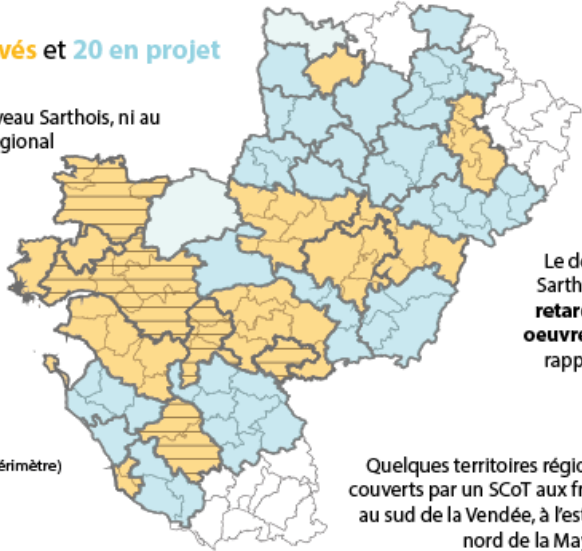 vés et 20 en projet
veau Sarthois, ni au
gional
Le d
Sarth
retar
oeuvre
rapp
érimètre)
Quelques territoires régio
couverts par un SCoT aux fr
au sud de la Vendée, à l'est
nord de la May